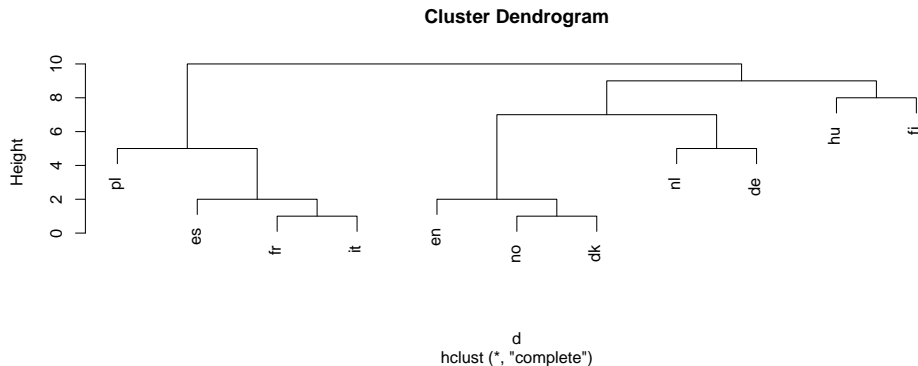 Cluster Dendrogram
Height
0
2
4
6
8
10
pl
es
fr
it
en
no
dk
nl
de
hu
fi
d
hclust (*, "complete")